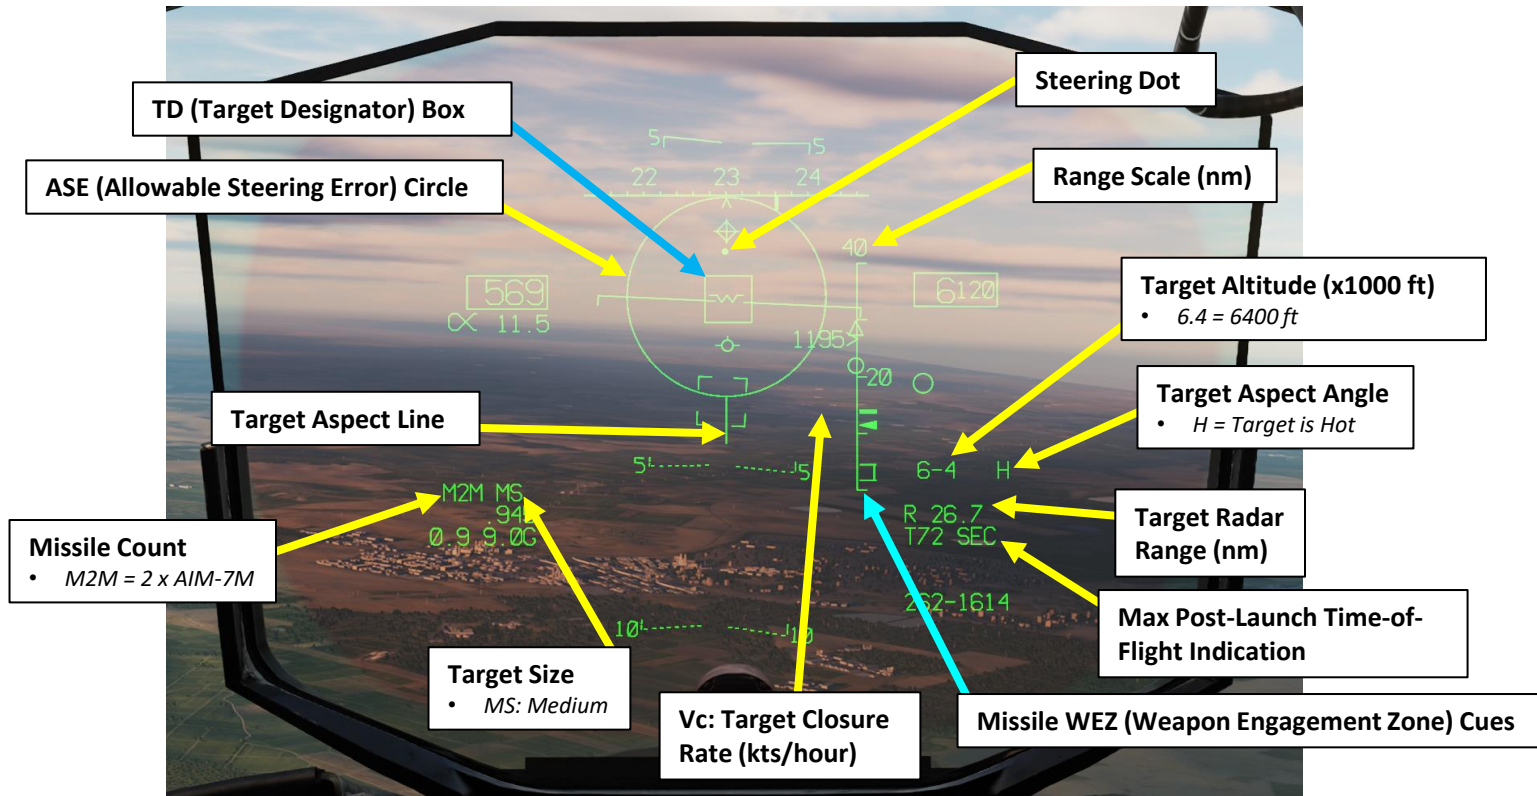 Steering Dot
TD (Target Designator) Box
ASE (Allowable Steering Error) Circle
Range Scale (nm)
5 5
22 23 24
40
569
6120
α 11.5
1195>
20
Target Altitude (x1000 ft)
• 6.4 = 6400 ft
Target Aspect Angle
• H = Target is Hot
Target Aspect Line
5 5
6-4 H
M2M MS
R 26.7
T72 SEC
0 9 9.0G
Missile Count
• M2M = 2 x AIM-7M
Target Radar
Range (nm)
262-1614
10 10
Max Post-Launch Time-of-
Flight Indication
Target Size
• MS: Medium
Vc: Target Closure
Rate (kts/hour)
Missile WEZ (Weapon Engagement Zone) Cues